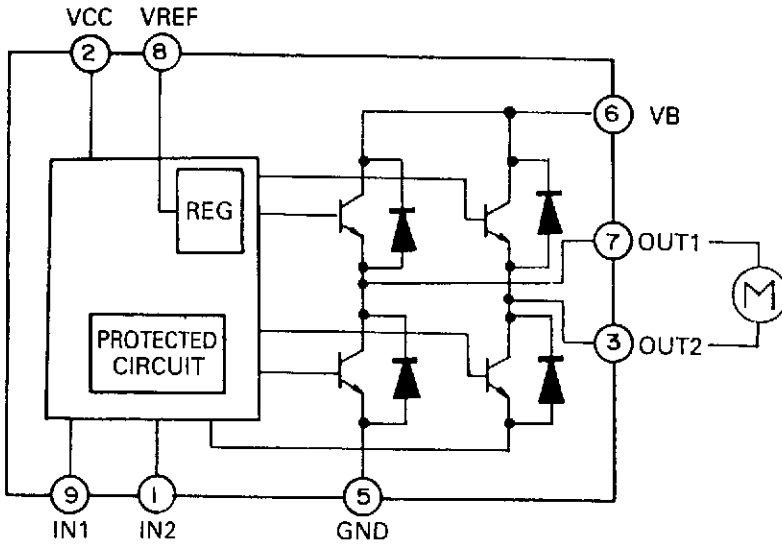 VCC VREF
2 8
6 VB
REG
7 OUT1
M
PROTECTED
CIRCUIT
3 OUT2
9 1 5
IN1 IN2 GND